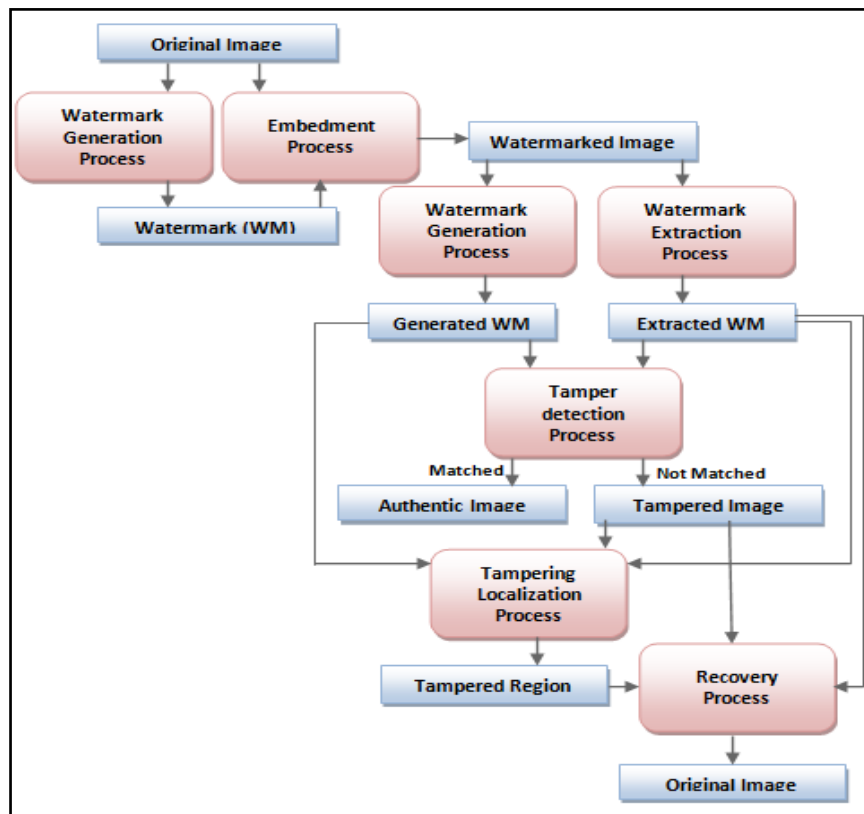 Original Image
Watermark
Generation
Process
Embedment
Process
Watermark (WM)
Watermarked Image
Watermark
Generation
Process
Watermark
Extraction
Process
Generated WM
Extracted WM
Tamper
detection
Process
Matched
Not Matched
Authentic Image
Tampered Image
Tampering
Localization
Process
Tampered Region
Recovery
Process
Original Image